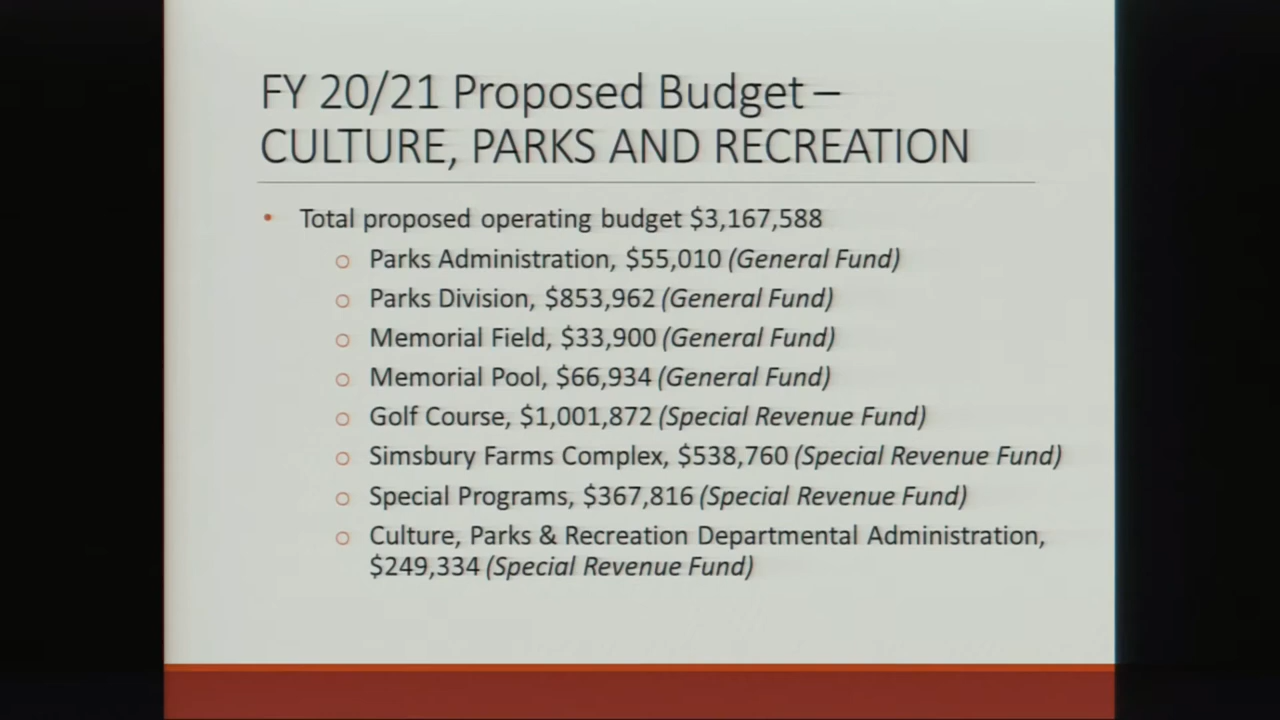 FY 20/21 Proposed Budget –
CULTURE, PARKS AND RECREATION
• Total proposed operating budget $3,167,588
o Parks Administration, $55,010 (General Fund)
o Parks Division, $853,962 (General Fund)
o Memorial Field, $33,900 (General Fund)
o Memorial Pool, $66,934 (General Fund)
o Golf Course, $1,001,872 (Special Revenue Fund)
o Simsbury Farms Complex, $538,760 (Special Revenue Fund)
o Special Programs, $367,816 (Special Revenue Fund)
o Culture, Parks & Recreation Departmental Administration,
$249,334 (Special Revenue Fund)